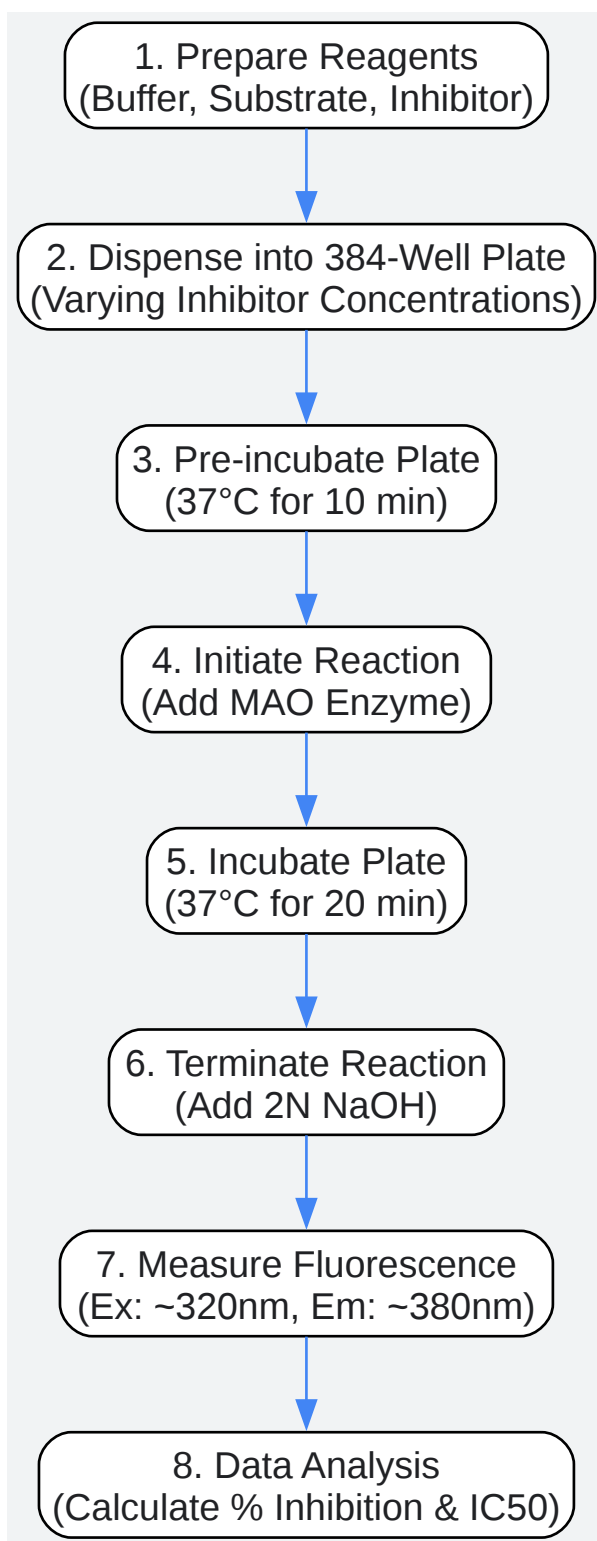 1. Prepare Reagents
(Buffer, Substrate, Inhibitor)
2. Dispense into 384-Well Plate
(Varying Inhibitor Concentrations)
3. Pre-incubate Plate
(37°C for 10 min)
4. Initiate Reaction
(Add MAO Enzyme)
5. Incubate Plate
(37°C for 20 min)
6. Terminate Reaction
(Add 2N NaOH)
7. Measure Fluorescence
(Ex: ~320nm, Em: ~380nm)
8. Data Analysis
(Calculate % Inhibition & IC50)